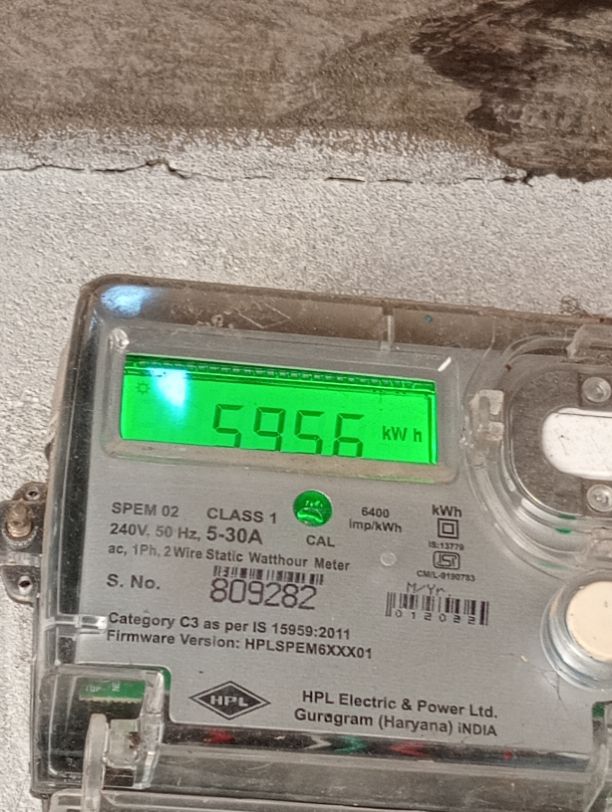 5956 kWh
SPEM 02 CLASS 1 6400 kWh
240V, 50 Hz, 5-30A CAL imp/kWh
IS:13779
ac, 1Ph, 2 Wire Static Watthour Meter
CM/L-9190793
S. No. 809282
M/Yr.
012022
Category C3 as per IS 15959:2011
Firmware Version: HPLSPEM6XXX01
HPL
HPL Electric & Power Ltd.
Gurugram (Haryana) INDIA